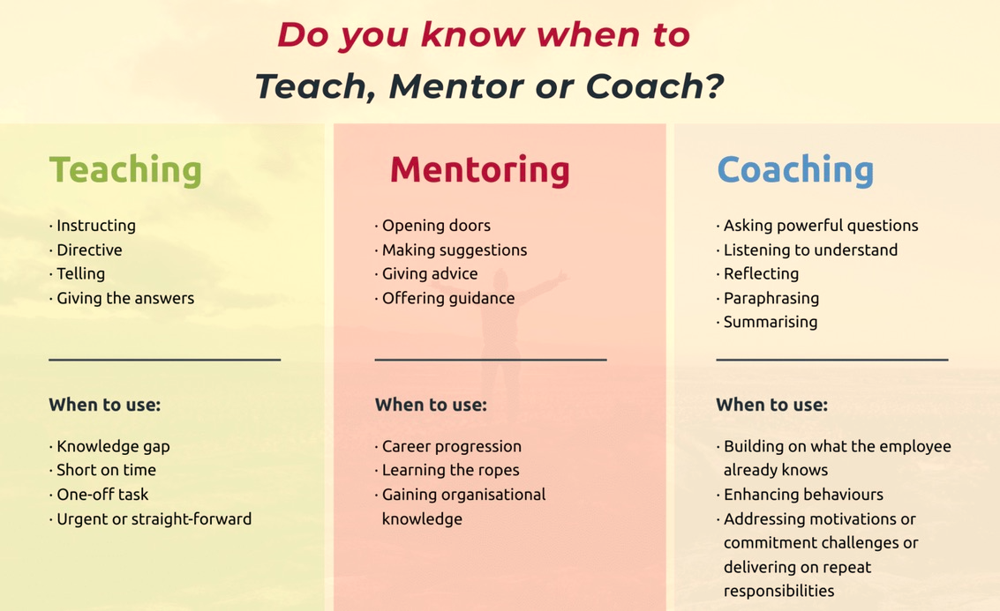 Do you know when to
Teach, Mentor or Coach?
Teaching
· Instructing
· Directive
· Telling
· Giving the answers
When to use:
· Knowledge gap
· Short on time
· One-off task
· Urgent or straight-forward
Mentoring
· Opening doors
· Making suggestions
· Giving advice
· Offering guidance
When to use:
· Career progression
· Learning the ropes
· Gaining organisational
knowledge
Coaching
· Asking powerful questions
· Listening to understand
· Reflecting
· Paraphrasing
· Summarising
When to use:
· Building on what the employee
already knows
· Enhancing behaviours
· Addressing motivations or
commitment challenges or
delivering on repeat
responsibilities